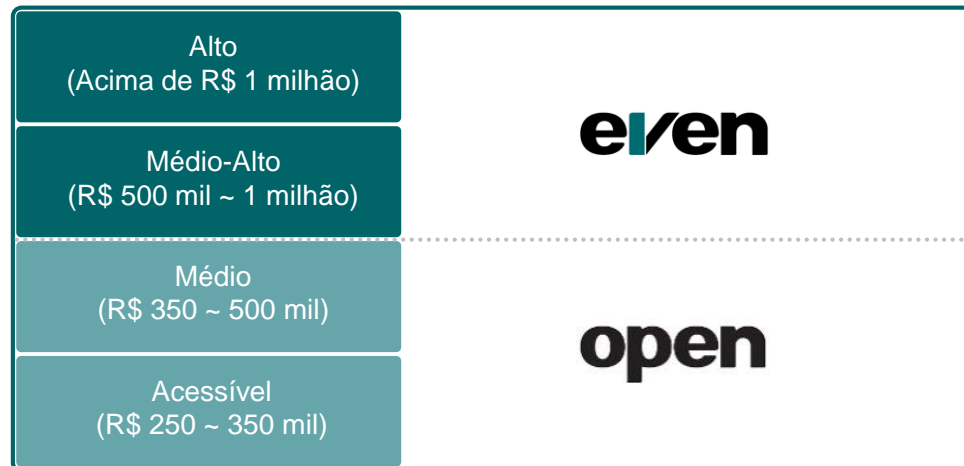 Alto
(Acima de R$ 1 milhão)
even
Médio-Alto
(R$ 500 mil ~ 1 milhão)
Médio
(R$ 350 ~ 500 mil)
open
Acessível
(R$ 250 ~ 350 mil)